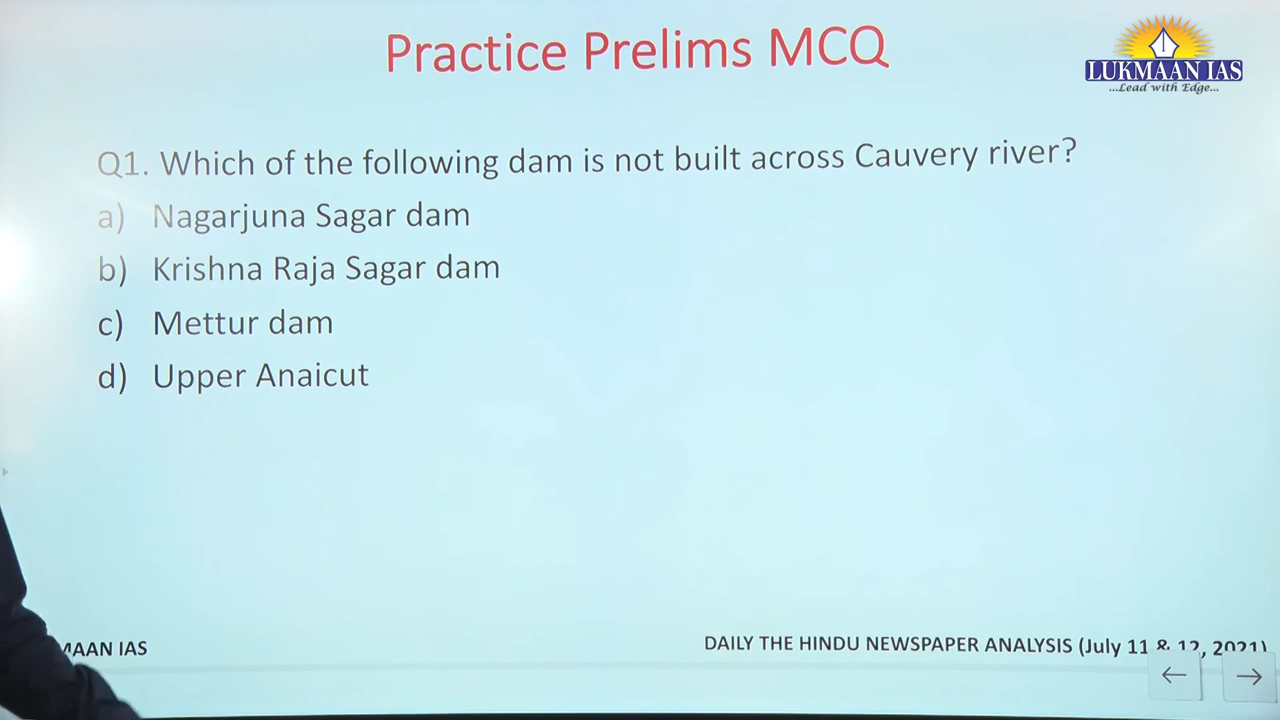 Practice Prelims MCQ
LUKMAAN IAS
...Lead with Edge...
Q1. Which of the following dam is not built across Cauvery river?
a) Nagarjuna Sagar dam
b) Krishna Raja Sagar dam
c) Mettur dam
d) Upper Anaicut
MAAN IAS
DAILY THE HINDU NEWSPAPER ANALYSIS (July 11 & 12, 2021)